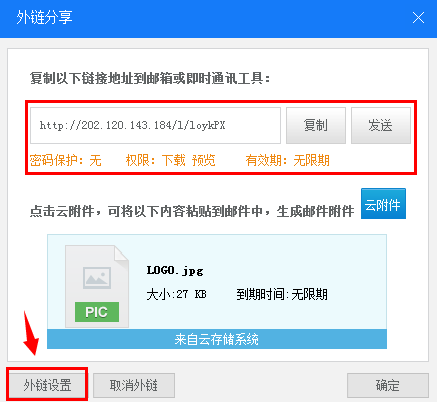 外链分享
复制以下链接地址到邮箱或即时通讯工具：
http://202.120.143.184/l/loykPX 复制 发送
密码保护：无 权限：下载 预览 有效期：无限期
点击云附件，可将以下内容粘贴到邮件中，生成邮件附件 云附件
LOGO.jpg
大小:27 KB 到期时间:无限期
PIC
来自云存储系统
外链设置 取消外链 确定